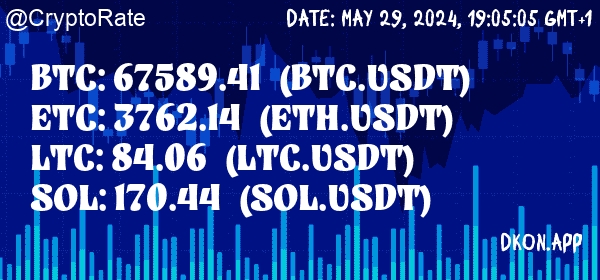 @CryptoRate
DATE: MAY 29, 2024, 19:05:05 GMT+1
BTC: 67589.41 (BTC.USDT)
ETC: 3762.14 (ETH.USDT)
LTC: 84.06 (LTC.USDT)
SOL: 170.44 (SOL.USDT)
DKON.APP